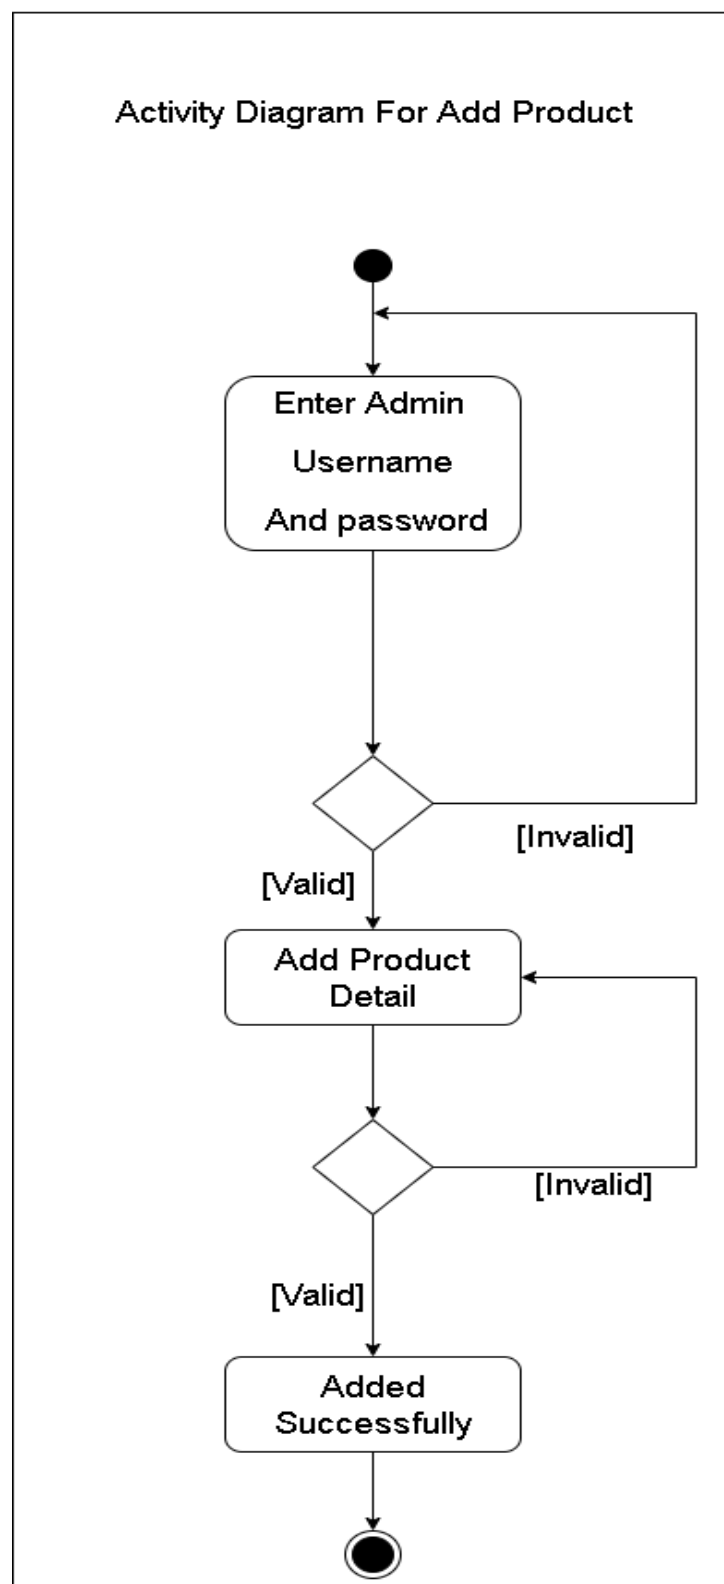 Activity Diagram For Add Product
Enter Admin
Username
And password
[Invalid]
[Valid]
Add Product
Detail
[Invalid]
[Valid]
Added
Successfully